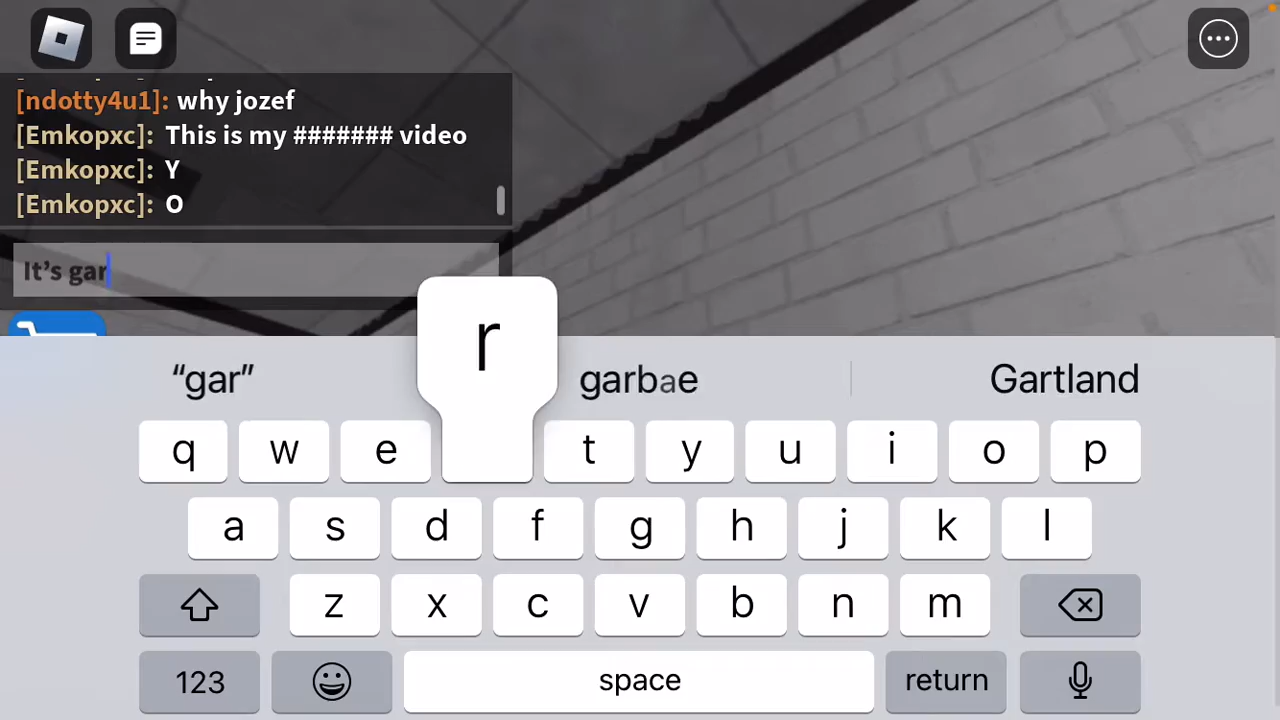 [ndotty4u1]: why jozef
[Emkopxc]: This is my ####### video
[Emkopxc]: Y
[Emkopxc]: O
It’s gar
“gar” garbae Gartland
r
q w e t y u i o p
a s d f g h j k l
z x c v b n m
123 space return